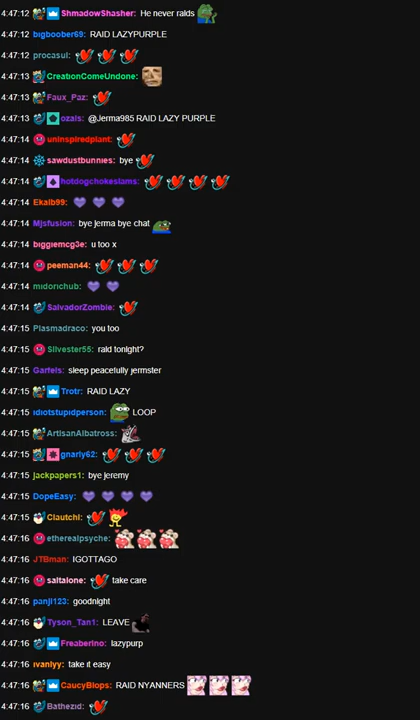 4:47:12 ShmadowShasher: He never raids
4:47:12 bigboober69: RAID LAZYPURPLE
4:47:12 procasul:
4:47:13 CreationComeUndone:
4:47:13 Faux_Paz:
4:47:13 ozals: @Jerma985 RAID LAZY PURPLE
4:47:14 uninspiredplant:
4:47:14 sawdustbunnies: bye
4:47:14 hotdogchokeslams:
4:47:14 Ekalb99:
4:47:14 Mjsfusion: bye jerma bye chat
4:47:14 biggiemcg3e: u too x
4:47:14 peeman44:
4:47:14 midorichub:
4:47:14 SalvadorZombie:
4:47:15 Plasmadraco: you too
4:47:15 Silvester55: raid tonight?
4:47:15 Garfels: sleep peacefully jermster
4:47:15 Trotr: RAID LAZY
4:47:15 idiotstupidperson: LOOP
4:47:15 ArtisanAlbatross:
4:47:15 gnarly62:
4:47:15 jackpapers1: bye jeremy
4:47:15 DopeEasy:
4:47:15 Clautchi:
4:47:16 etherealpsyche:
4:47:16 JTBman: IGOTTAGO
4:47:16 saltalone: take care
4:47:16 panji123: goodnight
4:47:16 Tyson_Tan1: LEAVE
4:47:16 Freaberino: lazypurp
4:47:16 ivanlyy: take it easy
4:47:16 CaucyBlops: RAID NYANNERS
4:47:16 Bathezid: